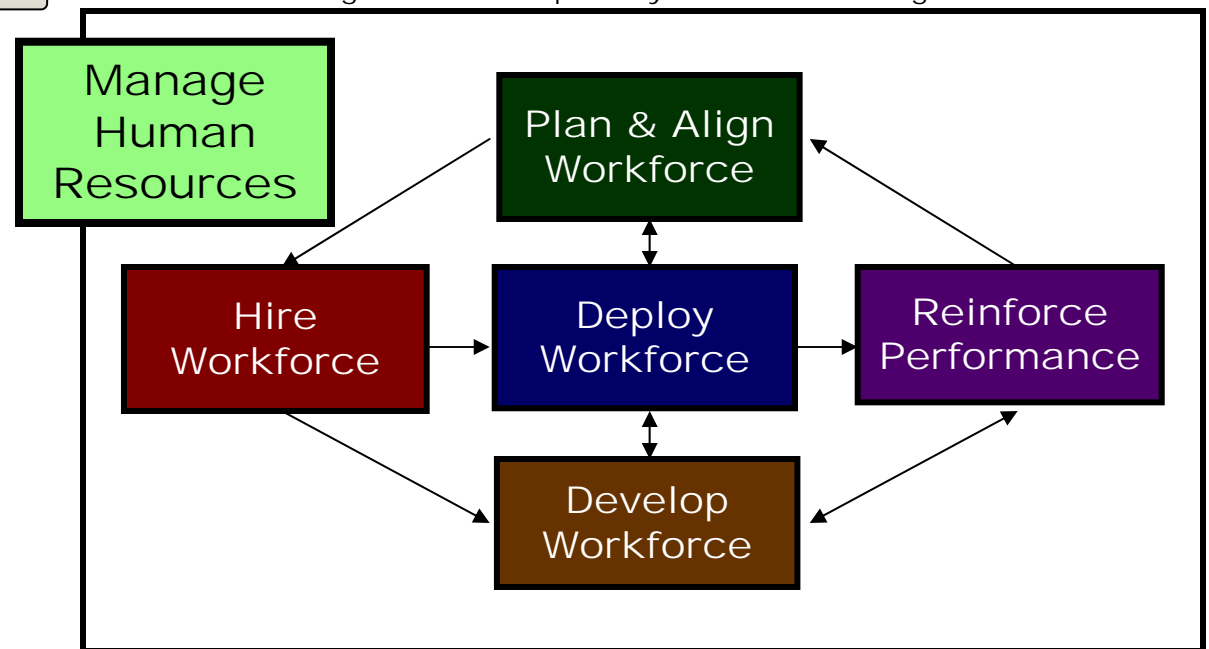 Manage
Human
Resources
Plan & Align
Workforce
Hire
Workforce
Deploy
Workforce
Reinforce
Performance
Develop
Workforce